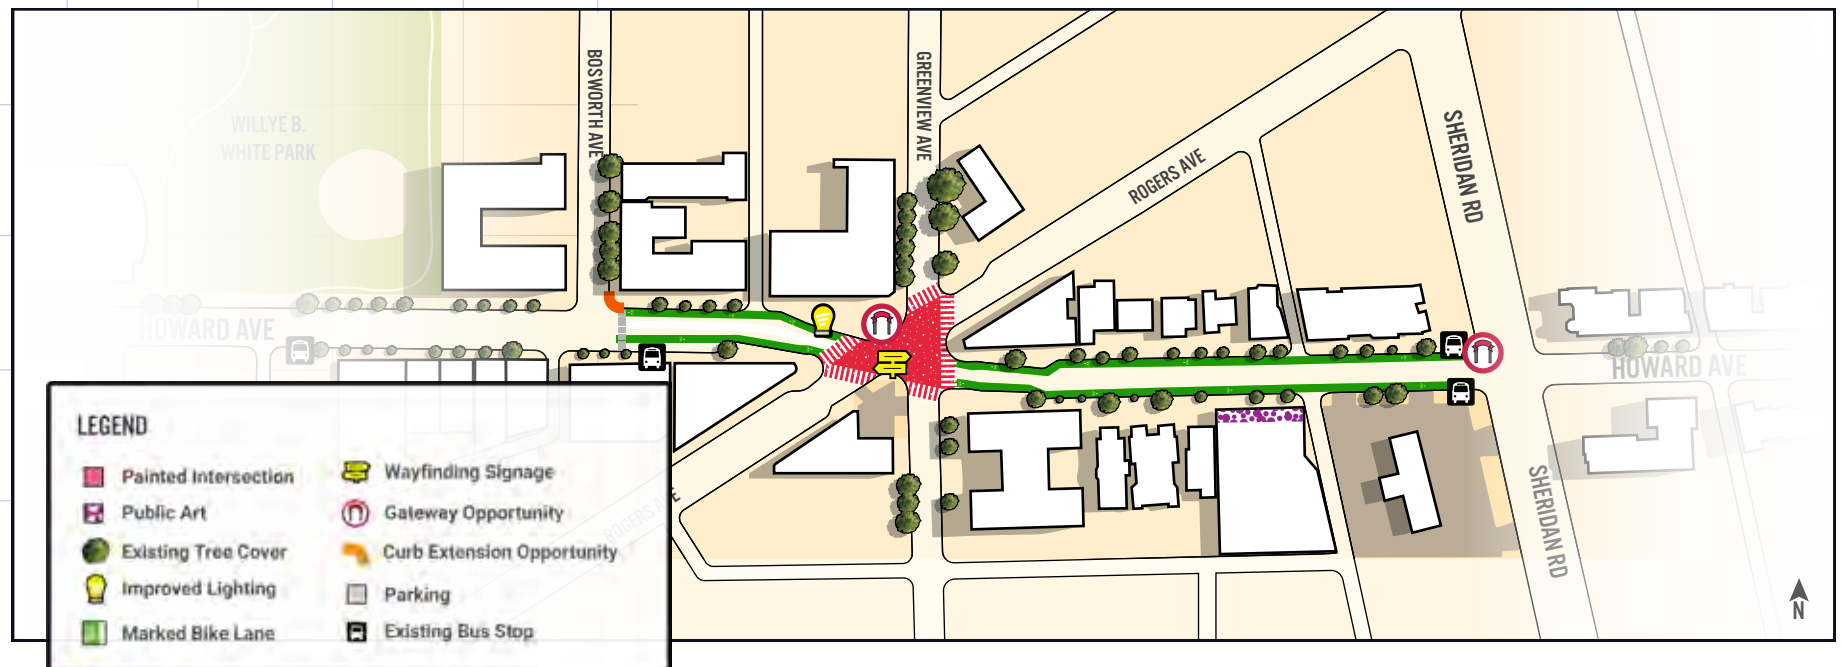 BOSWORTH AVE
GREENVIEW AVE
WILLYE B.
WHITE PARK
ROGERS AVE
SHERIDAN RD
HOWARD AVE
HOWARD AVE
ROGERS AVE
SHERIDAN RD
N
LEGEND
Painted Intersection
Public Art
Existing Tree Cover
Improved Lighting
Marked Bike Lane
Wayfinding Signage
Gateway Opportunity
Curb Extension Opportunity
Parking
Existing Bus Stop